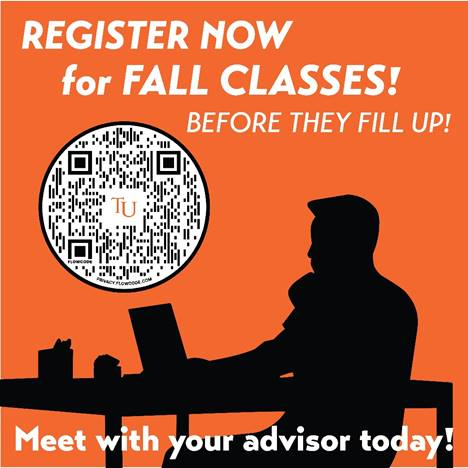 REGISTER NOW
for FALL CLASSES!
BEFORE THEY FILL UP!
TU
FLOWCODE
PRIVACY.FLOWCODE.COM
Meet with your advisor today!